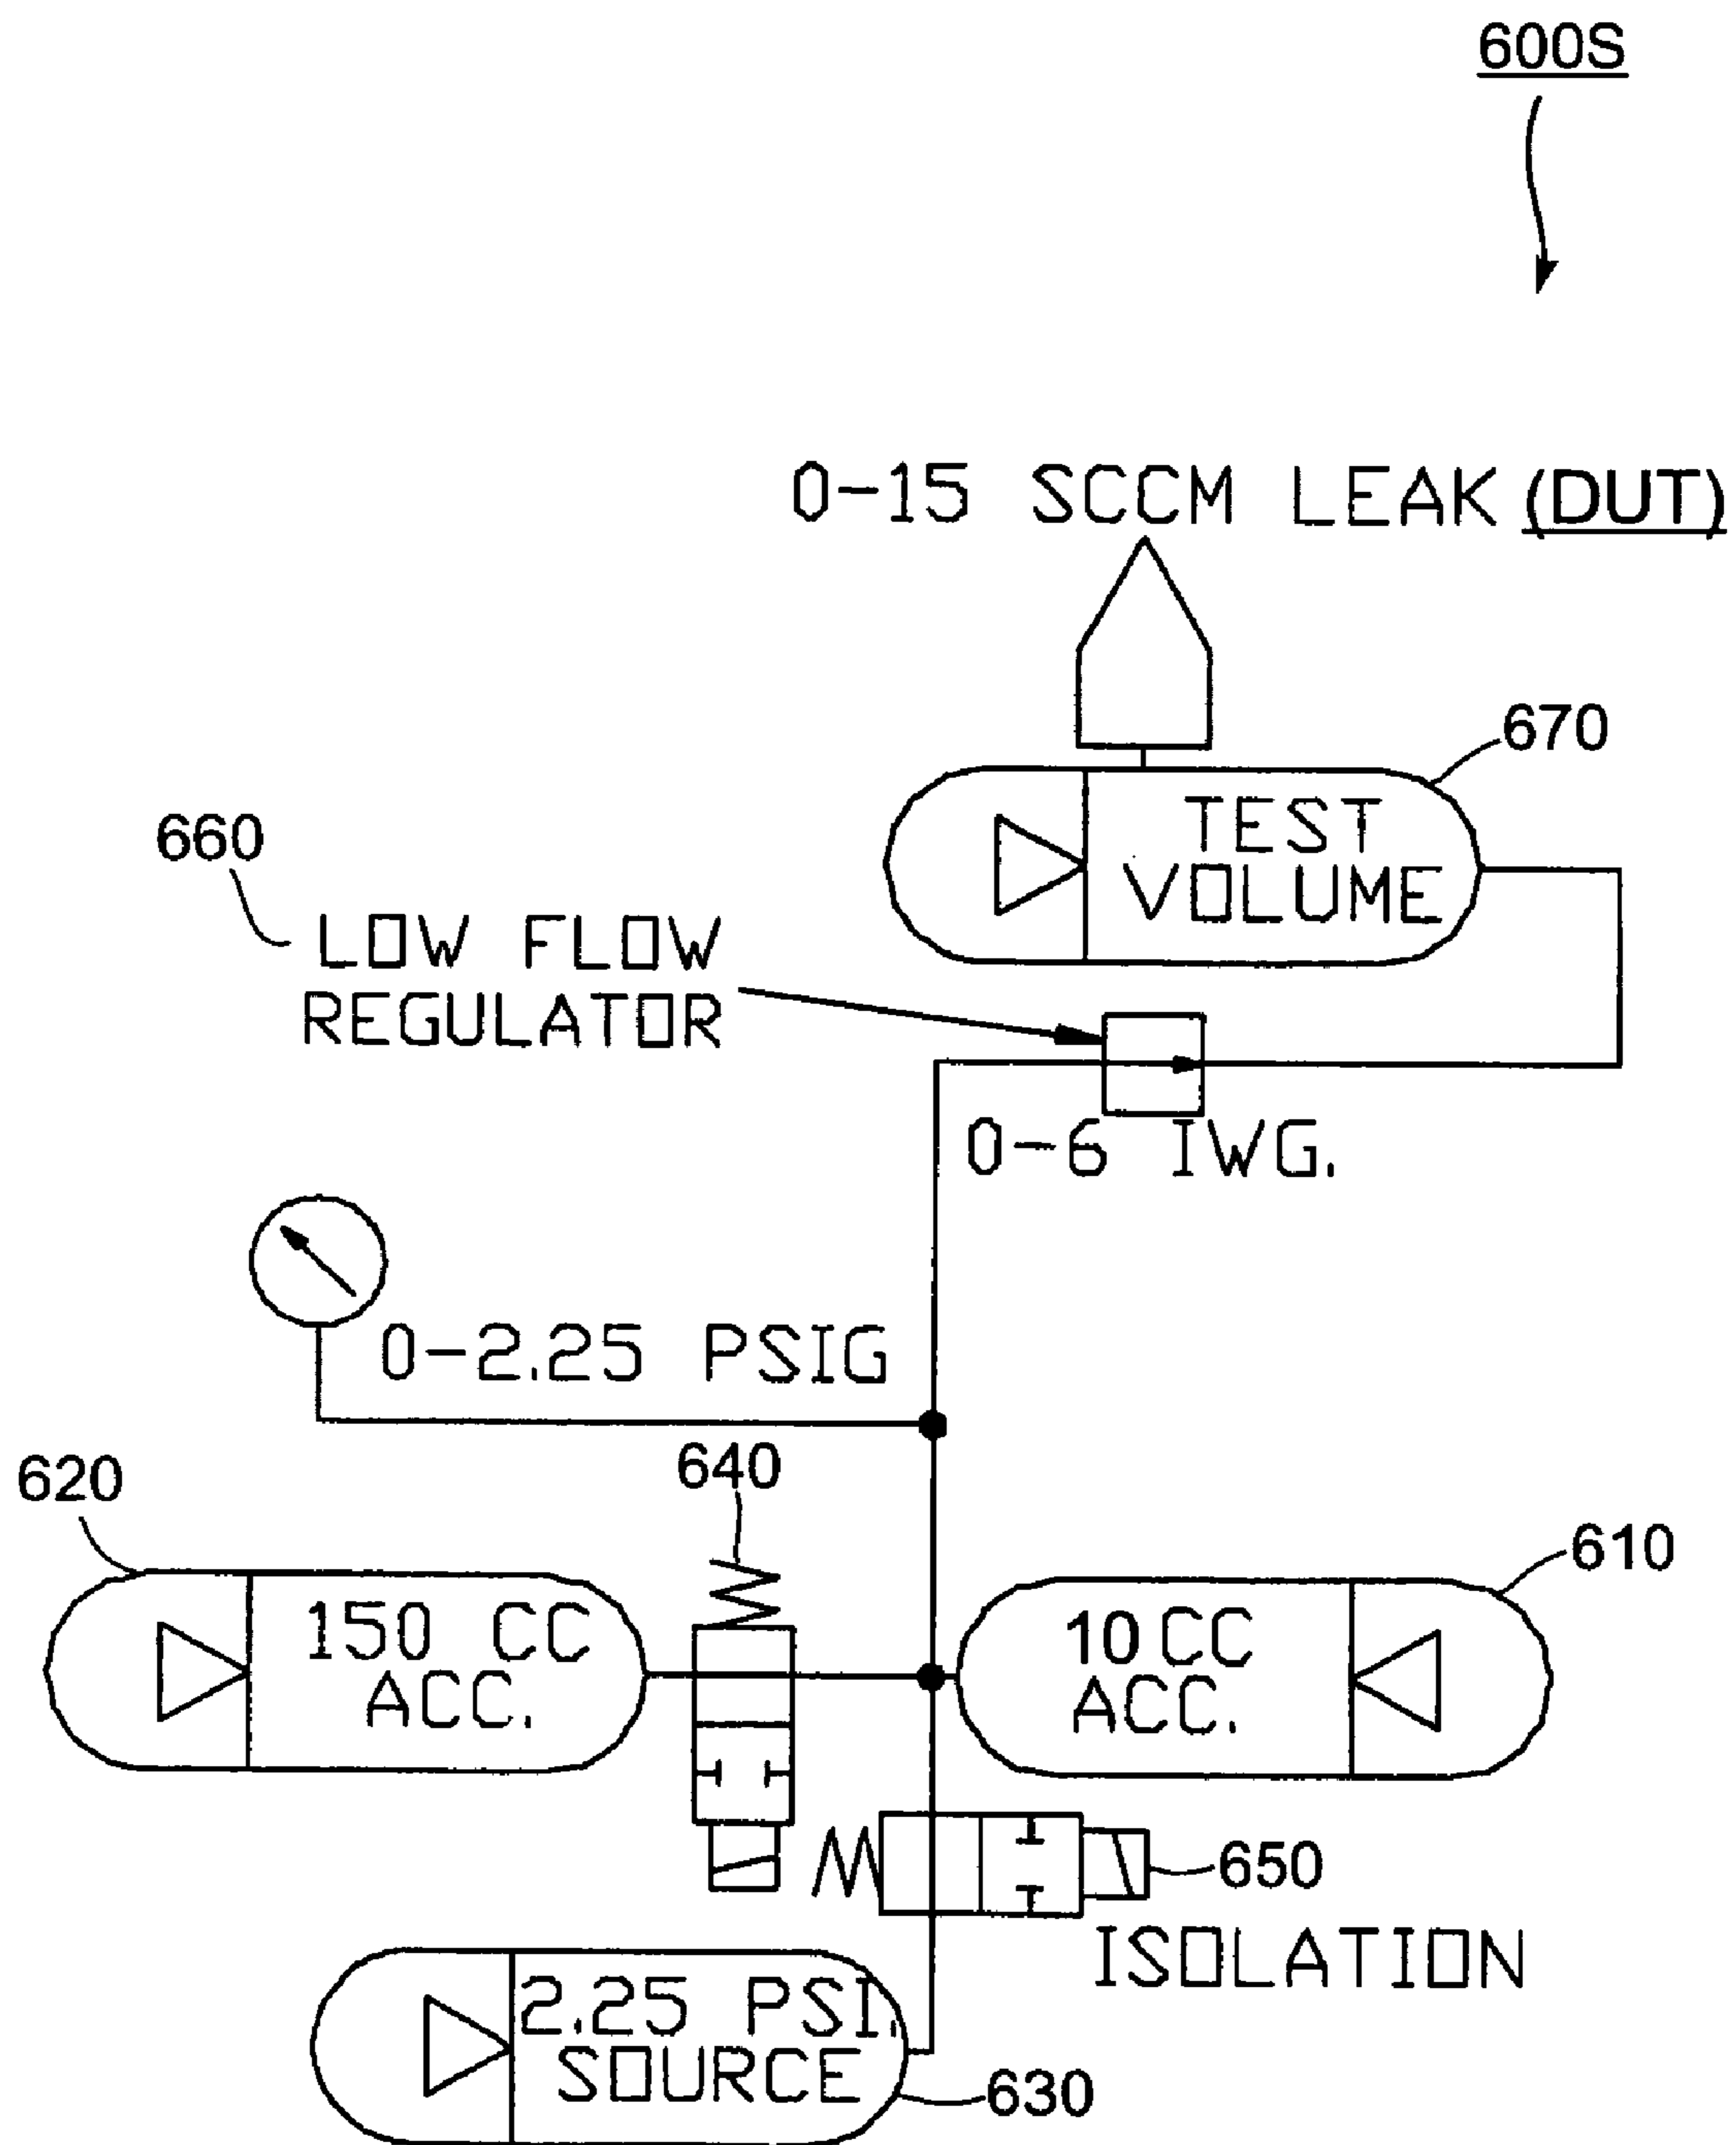 600S
0-15 SCCM LEAK (DUT)
670
TEST
VOLUME
660
LOW FLOW
REGULATOR
0-6 IWG.
0-2.25 PSIG
620
640
610
150 CC
ACC.
10 CC
ACC.
650
ISOLATION
2.25 PSI.
SOURCE
630